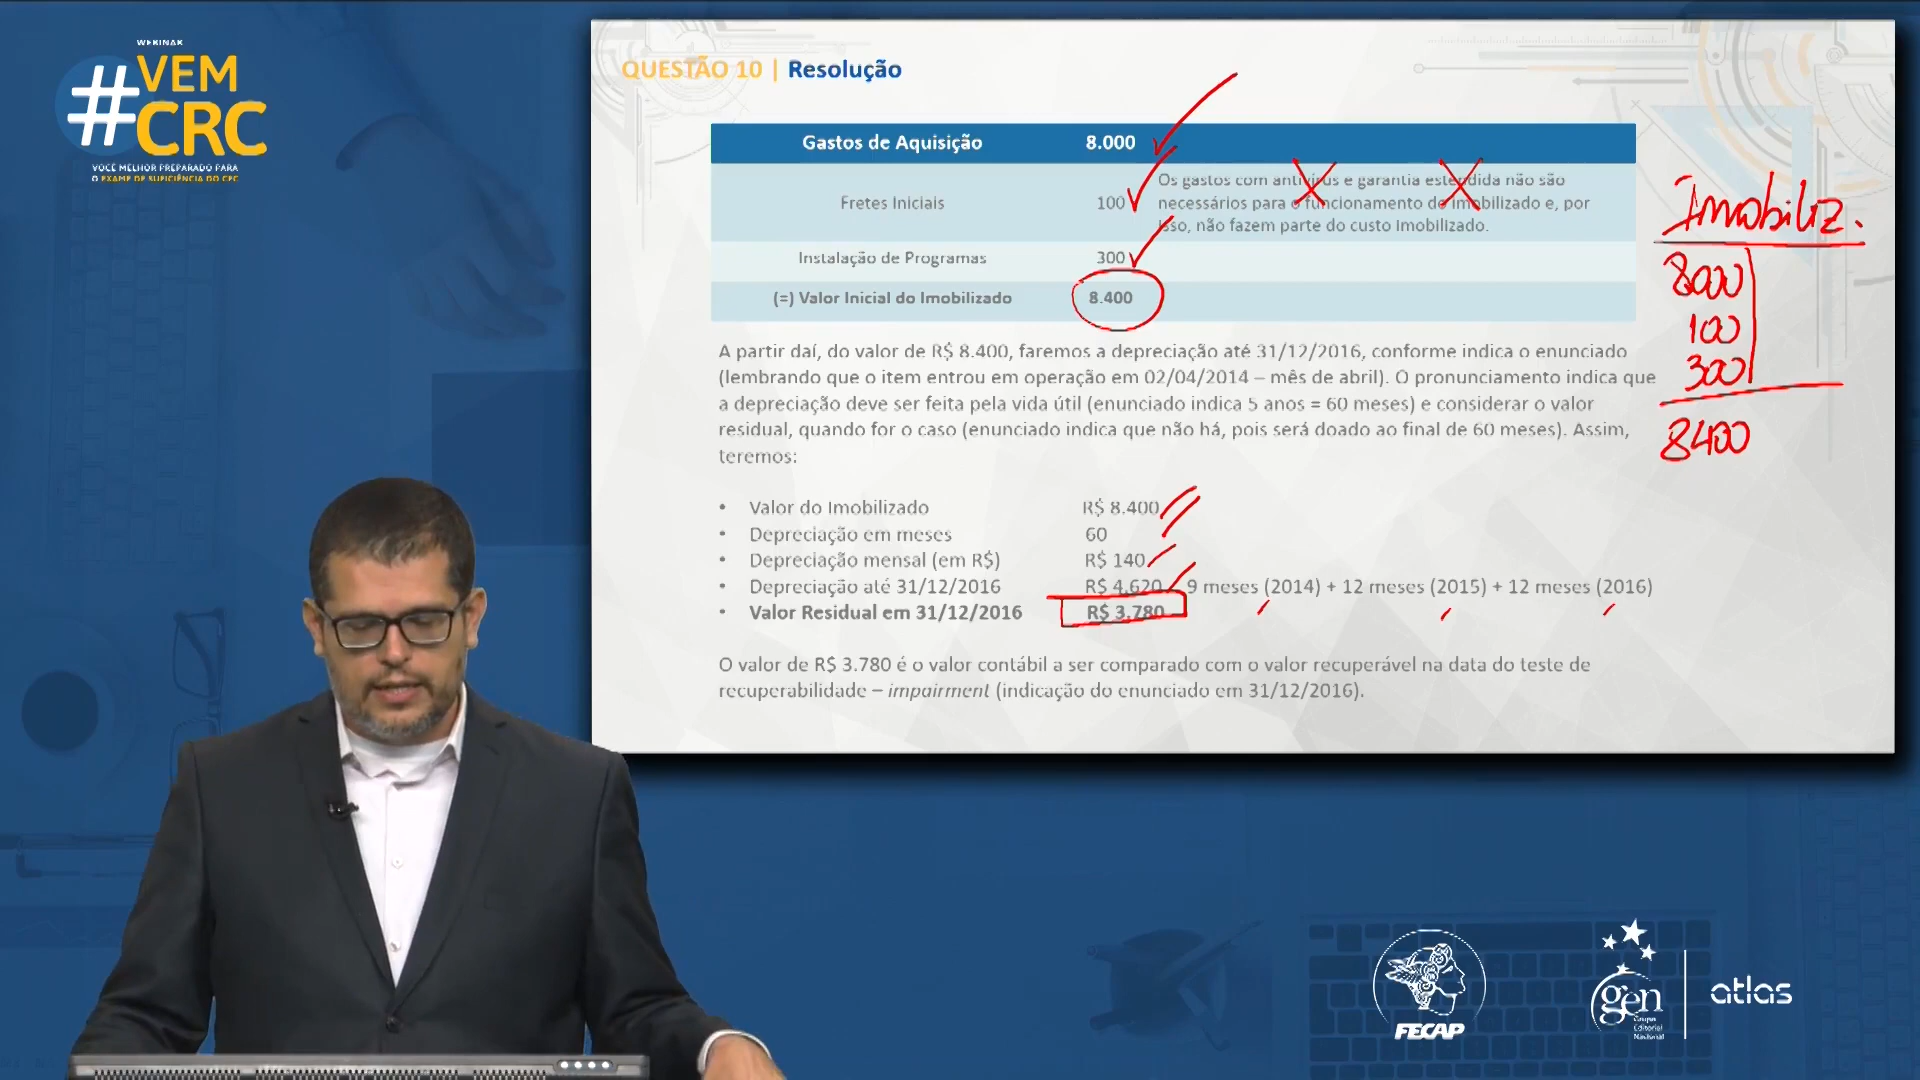 WEBINAR
#VEM
CRC
VOCÊ MELHOR PREPARADO PARA
O EXAME DE SUFICIÊNCIA DO CFC
QUESTÃO 10 | Resolução
Gastos de Aquisição 8.000
Fretes Iniciais 100
Os gastos com antivírus e garantia estendida não são
necessários para o funcionamento do imobilizado e, por
isso, não fazem parte do custo Imobilizado.
Instalação de Programas 300
(=) Valor Inicial do Imobilizado 8.400
Imobiliz.
8000
100
300
8400
A partir daí, do valor de R$ 8.400, faremos a depreciação até 31/12/2016, conforme indica o enunciado
(lembrando que o item entrou em operação em 02/04/2014 – mês de abril). O pronunciamento indica que
a depreciação deve ser feita pela vida útil (enunciado indica 5 anos = 60 meses) e considerar o valor
residual, quando for o caso (enunciado indica que não há, pois será doado ao final de 60 meses). Assim,
teremos:
• Valor do Imobilizado R$ 8.400
• Depreciação em meses 60
• Depreciação mensal (em R$) R$ 140
• Depreciação até 31/12/2016 R$ 4.620 9 meses (2014) + 12 meses (2015) + 12 meses (2016)
• Valor Residual em 31/12/2016 R$ 3.780
O valor de R$ 3.780 é o valor contábil a ser comparado com o valor recuperável na data do teste de
recuperabilidade – impairment (indicação do enunciado em 31/12/2016).
FECAP
gen
Grupo
Editorial
Nacional
atlas